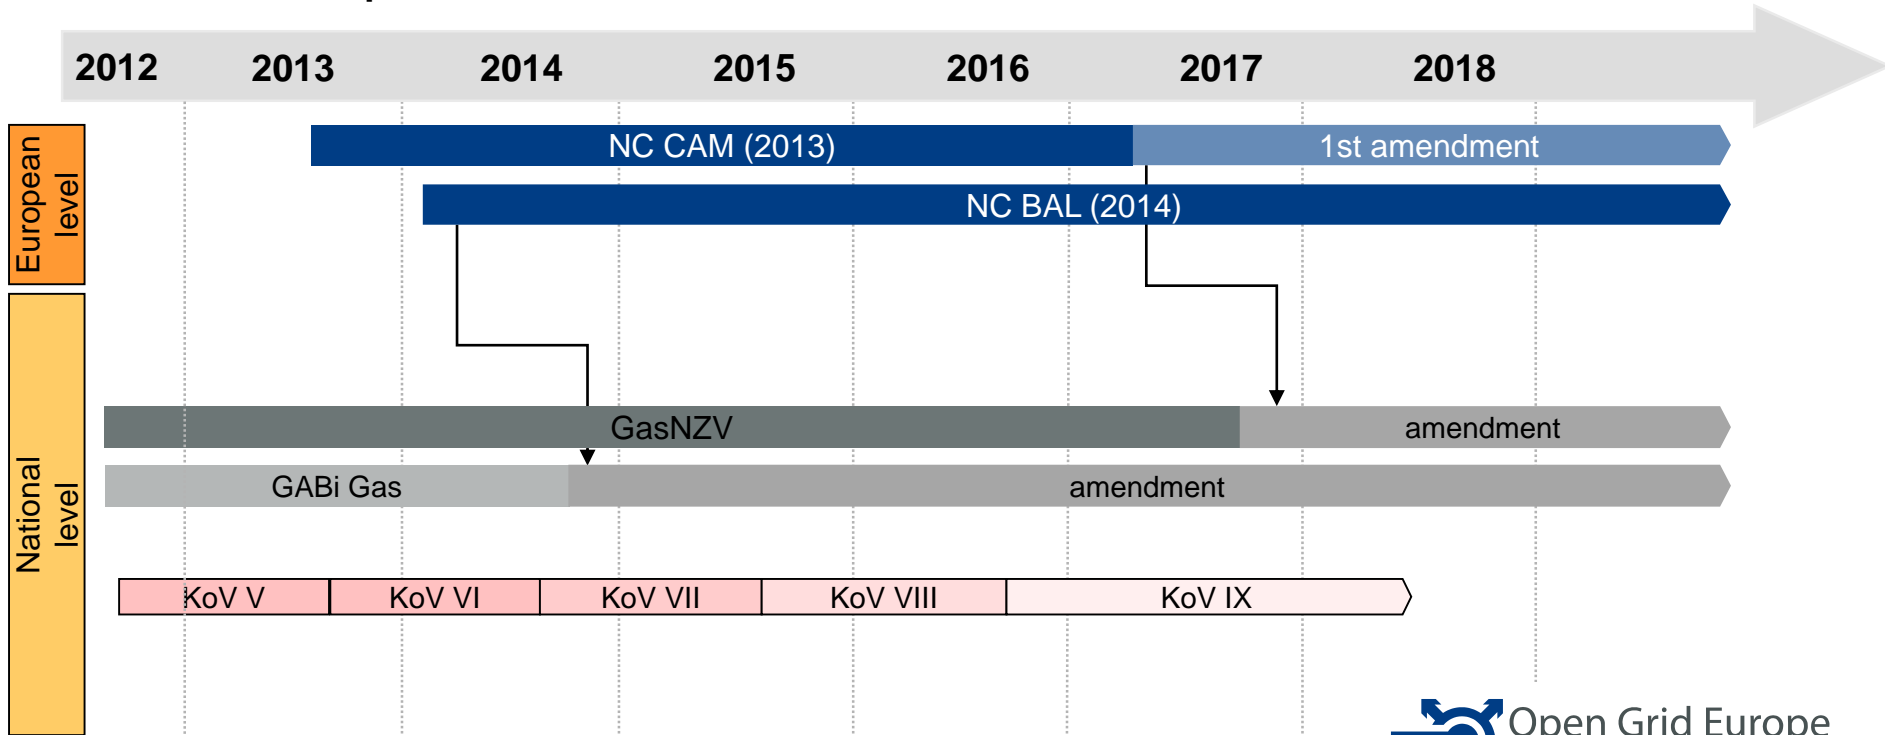 2012 2013 2014 2015 2016 2017 2018
European
level
NC CAM (2013) 1st amendment
NC BAL (2014)
National
level
GasNZV amendment
GABi Gas amendment
KoV V KoV VI KoV VII KoV VIII KoV IX
Open Grid Europe